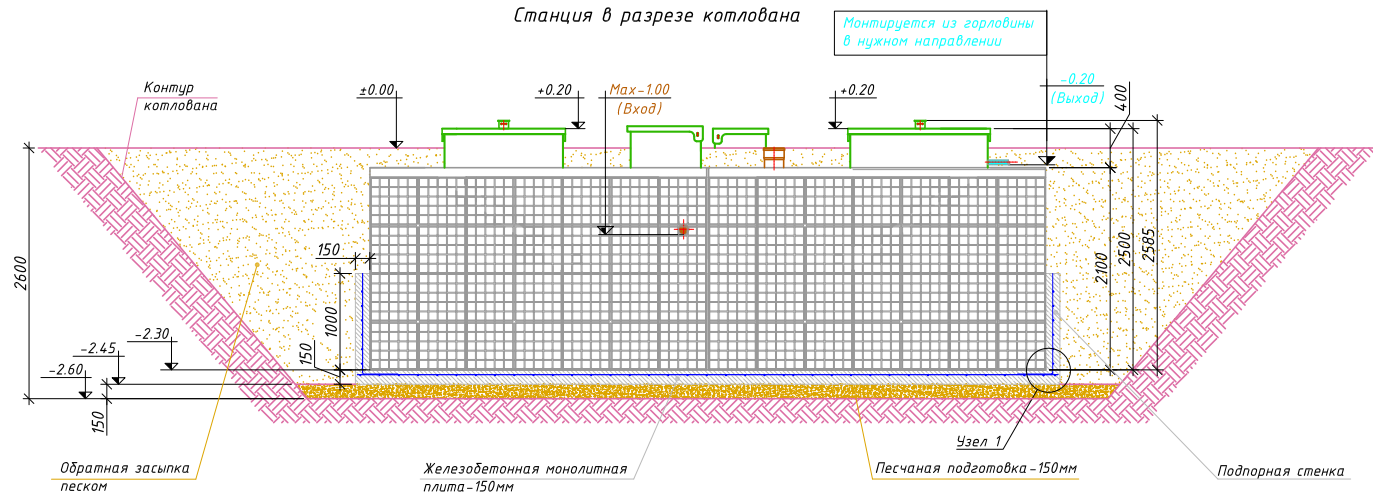 Станция в разрезе котлована
Монтируется из горловины
в нужном направлении
Контур
котлована
±0.00
+0.20
Max-1.00
(Вход)
+0.20
-0.20
(Выход)
400
2600
150
1000
150
-2.30
-2.45
-2.60
150
2100
2500
2585
Узел 1
Обратная засыпка
песком
Железобетонная монолитная
плита-150мм
Песчаная подготовка-150мм
Подпорная стенка